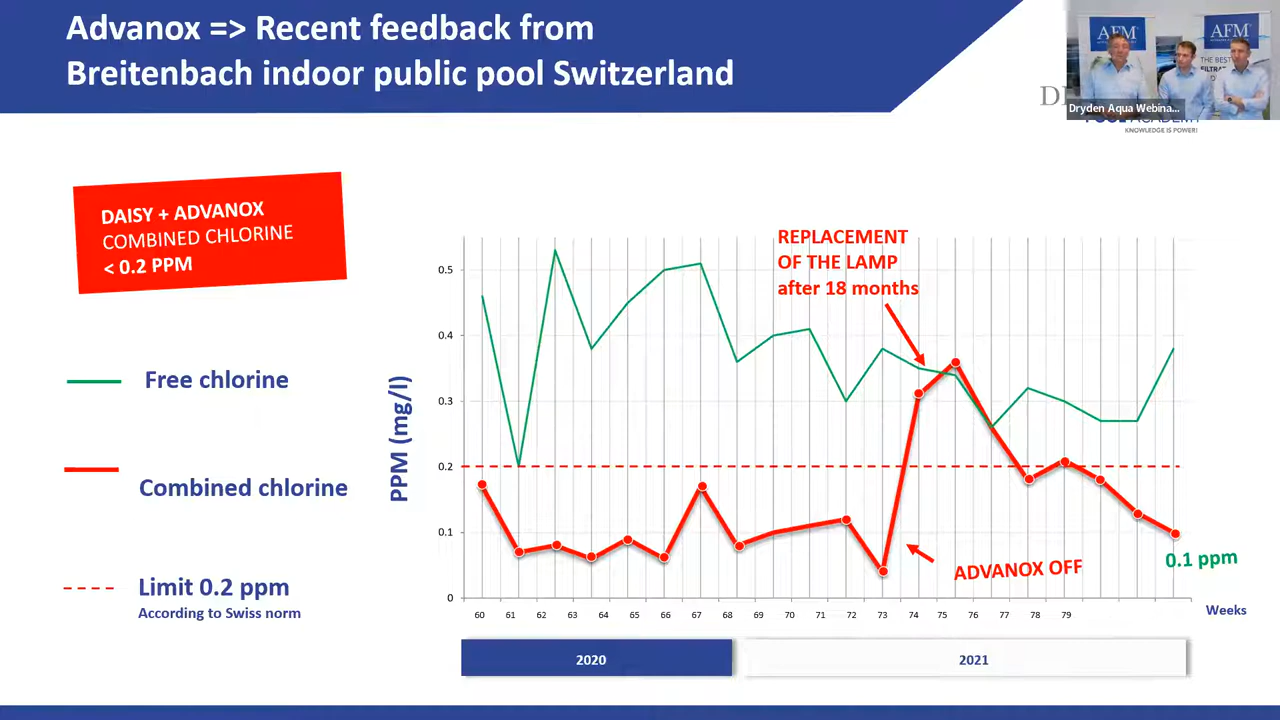 Advanox => Recent feedback from
Breitenbach indoor public pool Switzerland
AFM
AFM
THE BES
FILTRA
Dryden Aqua Webina...
KNOWLEDGE IS POWER!
DAISY + ADVANOX
COMBINED CHLORINE
< 0.2 PPM
Free chlorine
Combined chlorine
Limit 0.2 ppm
According to Swiss norm
PPM (mg/l)
0.5
0.4
0.3
0.2
0.1
0
REPLACEMENT
OF THE LAMP
after 18 months
ADVANOX OFF
0.1 ppm
60 61 62 63 64 65 66 67 68 69 70 71 72 73 74 75 76 77 78 79
Weeks
2020
2021